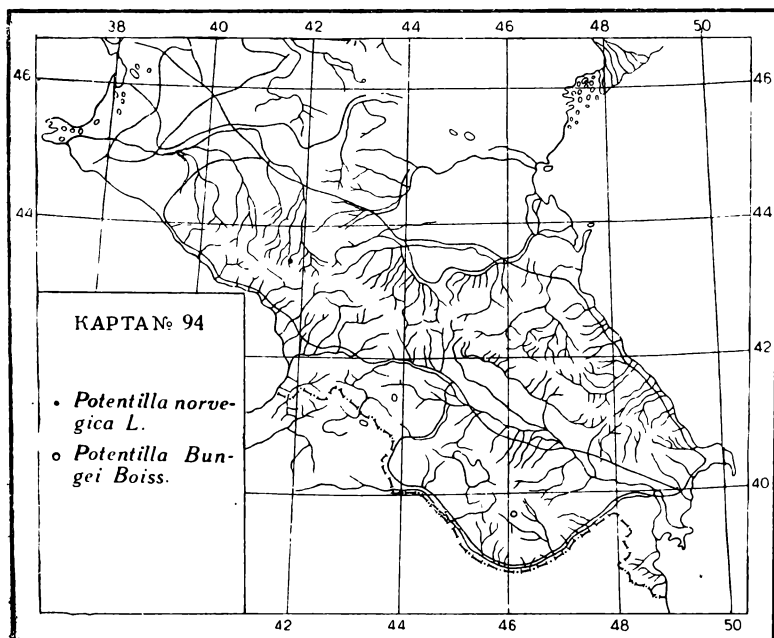 38 40 42 44 46 48 50
46 46
44 44
КАРТА № 94
42
• Potentilla norve-
gica L.
○ Potentilla Bun-
gei Boiss.
40 40
42 44 46 48 50